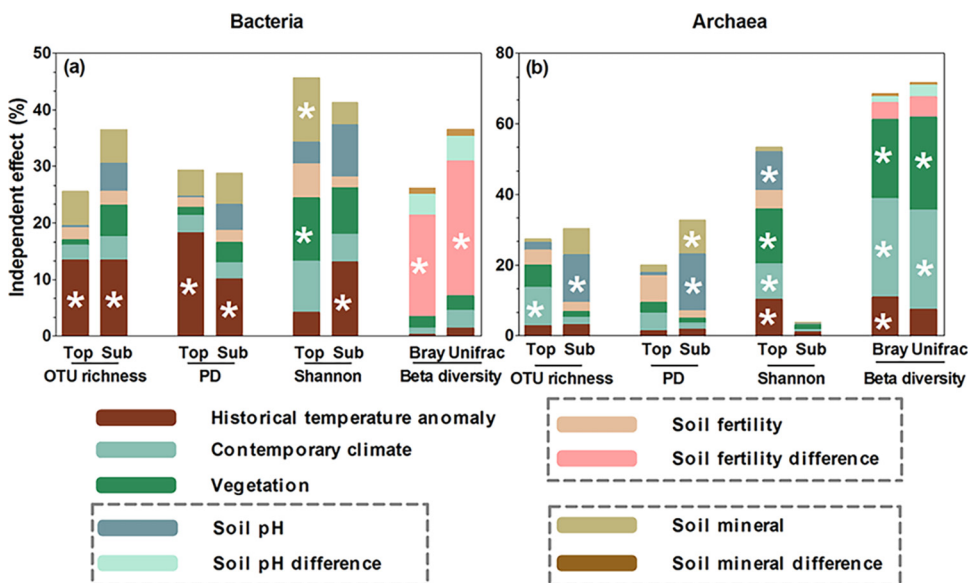 Bacteria
Archaea
(a)
50
40
30
20
10
0
Independent effect (%)
*
*
*
*
*
*
*
*
*
Top Sub Top Sub Top Sub Bray Unifrac
OTU richness PD Shannon Beta diversity
(b)
80
60
40
20
0
*
*
*
*
*
*
*
*
*
*
*
*
*
Top Sub Top Sub Top Sub Bray Unifrac
OTU richness PD Shannon Beta diversity
Historical temperature anomaly
Contemporary climate
Vegetation
Soil pH
Soil pH difference
Soil fertility
Soil fertility difference
Soil mineral
Soil mineral difference